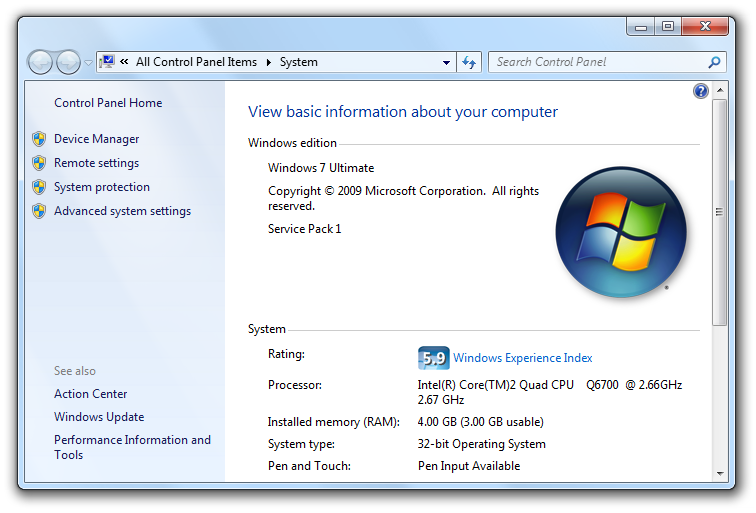 « All Control Panel Items ▸ System
Search Control Panel
Control Panel Home
Device Manager
Remote settings
System protection
Advanced system settings
See also
Action Center
Windows Update
Performance Information and
Tools
View basic information about your computer
Windows edition
Windows 7 Ultimate
Copyright © 2009 Microsoft Corporation.  All rights
reserved.
Service Pack 1
System
Rating: 5.9 Windows Experience Index
Processor: Intel(R) Core(TM)2 Quad CPU    Q6700  @ 2.66GHz
2.67 GHz
Installed memory (RAM): 4.00 GB (3.00 GB usable)
System type: 32-bit Operating System
Pen and Touch: Pen Input Available